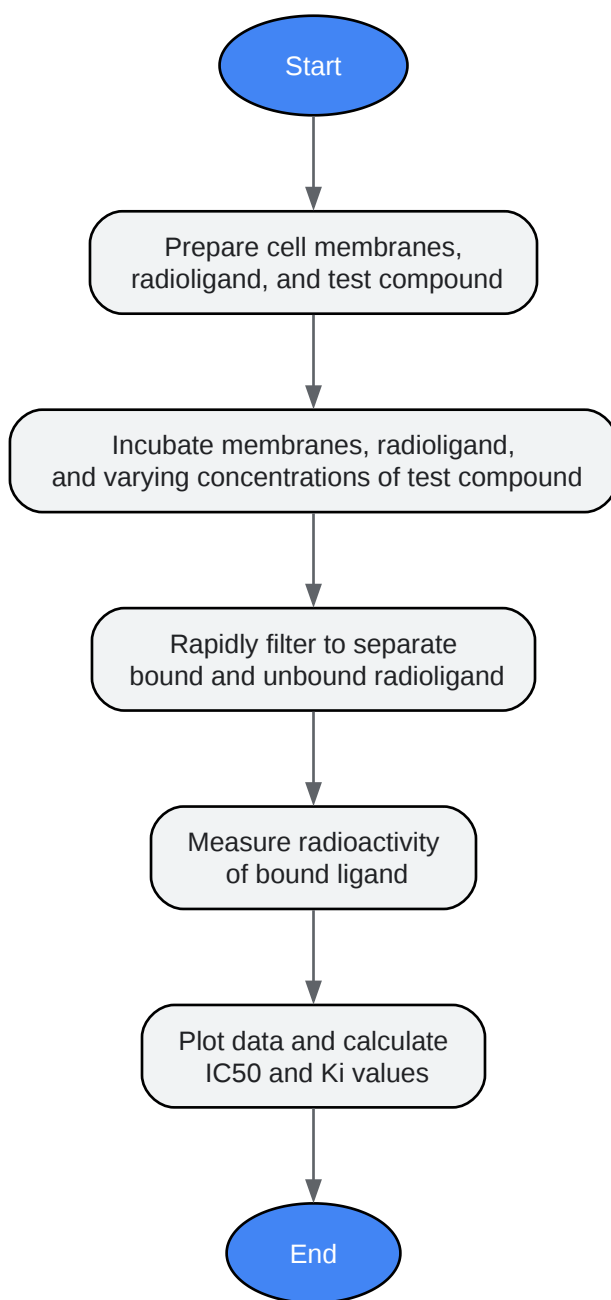 Start
Prepare cell membranes,
radioligand, and test compound
Incubate membranes, radioligand,
and varying concentrations of test compound
Rapidly filter to separate
bound and unbound radioligand
Measure radioactivity
of bound ligand
Plot data and calculate
IC50 and Ki values
End